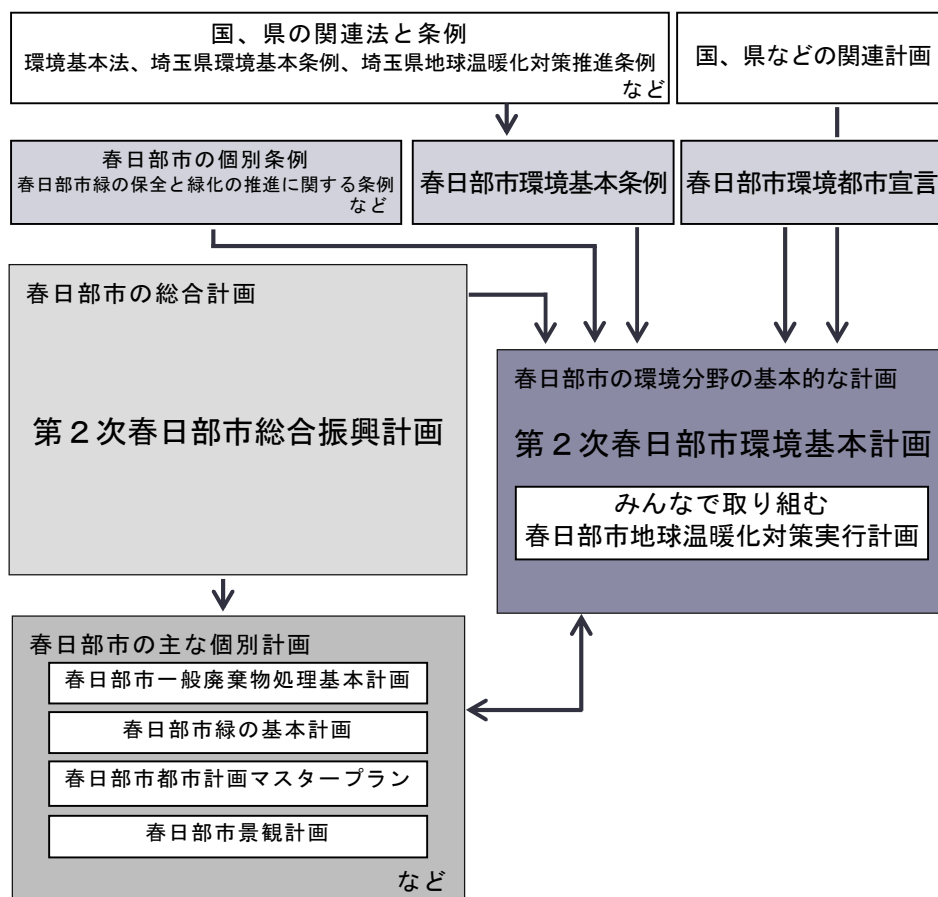 国、県の関連法と条例
環境基本法、埼玉県環境基本条例、埼玉県地球温暖化対策推進条例
など
国、県などの関連計画
春日部市の個別条例
春日部市緑の保全と緑化の推進に関する条例
など
春日部市環境基本条例
春日部市環境都市宣言
春日部市の総合計画
第２次春日部市総合振興計画
春日部市の環境分野の基本的な計画
第２次春日部市環境基本計画
みんなで取り組む
春日部市地球温暖化対策実行計画
春日部市の主な個別計画
春日部市一般廃棄物処理基本計画
春日部市緑の基本計画
春日部市都市計画マスタープラン
春日部市景観計画
など